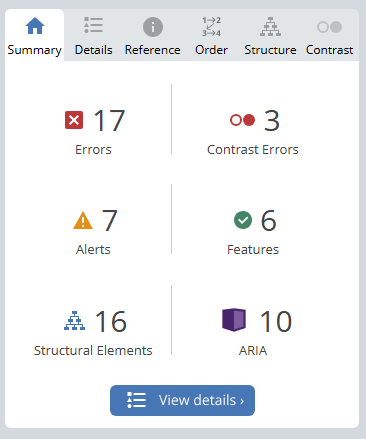 Summary Details Reference Order Structure Contrast
17 3
Errors Contrast Errors
7 6
Alerts Features
16 10
Structural Elements ARIA
View details ›